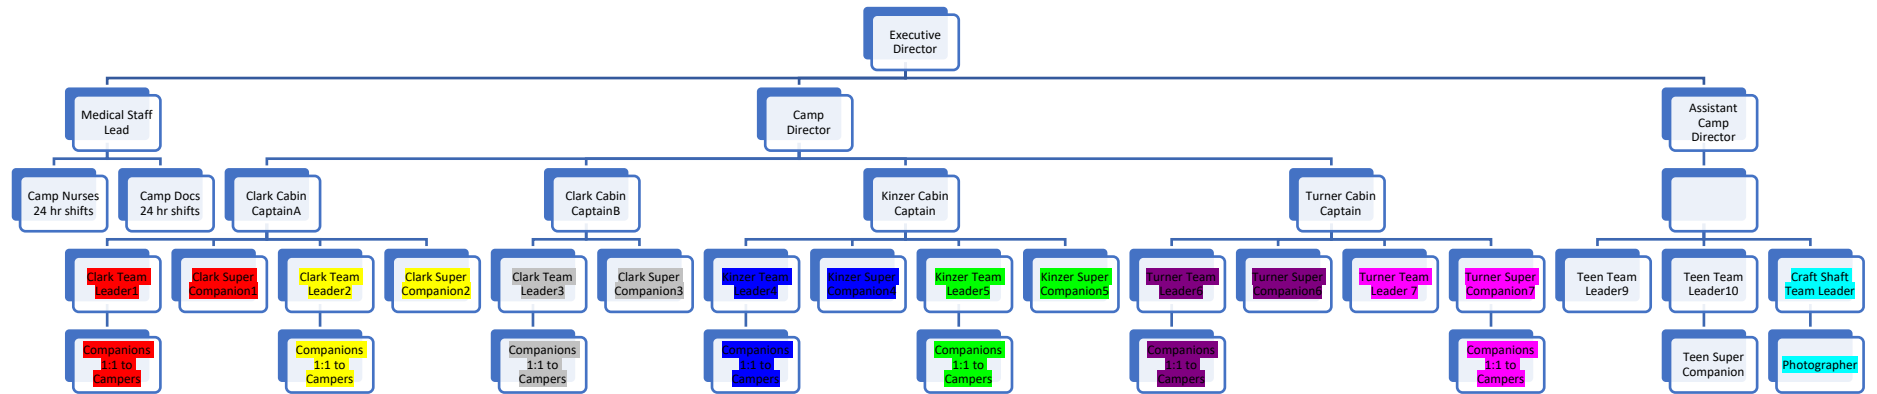 Executive
Director
Medical Staff
Lead
Camp
Director
Assistant
Camp
Director
Camp Nurses
24 hr shifts
Camp Docs
24 hr shifts
Clark Cabin
CaptainA
Clark Cabin
CaptainB
Kinzer Cabin
Captain
Turner Cabin
Captain
Clark Team
Leader1
Clark Super
Companion1
Clark Team
Leader2
Clark Super
Companion2
Clark Team
Leader3
Clark Super
Companion3
Kinzer Team
Leader4
Kinzer Super
Companion4
Kinzer Team
Leader5
Kinzer Super
Companion5
Turner Team
Leader6
Turner Super
Companion6
Turner Team
Leader 7
Turner Super
Companion7
Teen Team
Leader9
Teen Team
Leader10
Craft Shaft
Team Leader
Companions
1:1 to
Campers
Companions
1:1 to
Campers
Companions
1:1 to
Campers
Companions
1:1 to
Campers
Companions
1:1 to
Campers
Companions
1:1 to
Campers
Companions
1:1 to
Campers
Teen Super
Companion
Photographer